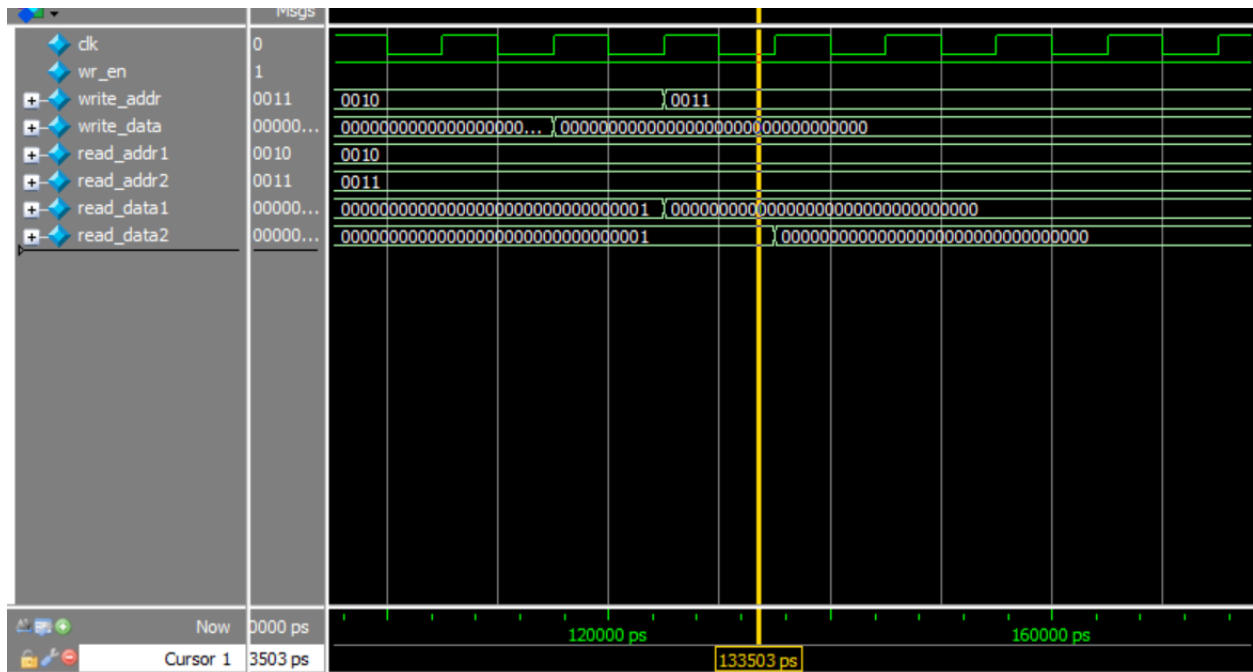 Msgs
clk 0
wr_en 1
write_addr 0011 0010 0011
write_data 00000... 0000000000000000000... 00000000000000000000000000000000
read_addr1 0010 0010
read_addr2 0011 0011
read_data1 00000... 00000000000000000000000000000001 00000000000000000000000000000000
read_data2 00000... 00000000000000000000000000000001 00000000000000000000000000000000
Now 0000 ps 120000 ps 160000 ps
Cursor 1 3503 ps 133503 ps